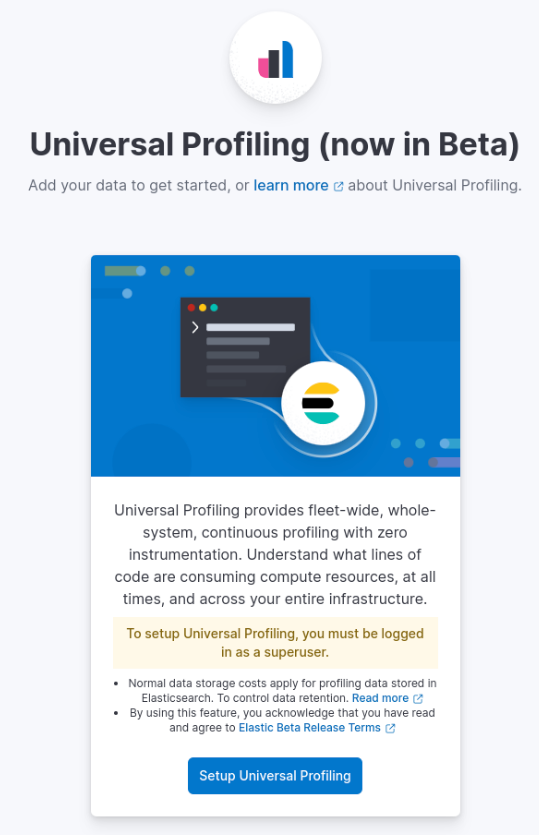 Universal Profiling (now in Beta)
Add your data to get started, or learn more about Universal Profiling.
Universal Profiling provides fleet-wide, whole-
system, continuous profiling with zero
instrumentation. Understand what lines of
code are consuming compute resources, at all
times, and across your entire infrastructure.
To setup Universal Profiling, you must be logged
in as a superuser.
• Normal data storage costs apply for profiling data stored in
Elasticsearch. To control data retention. Read more
• By using this feature, you acknowledge that you have read
and agree to Elastic Beta Release Terms
Setup Universal Profiling